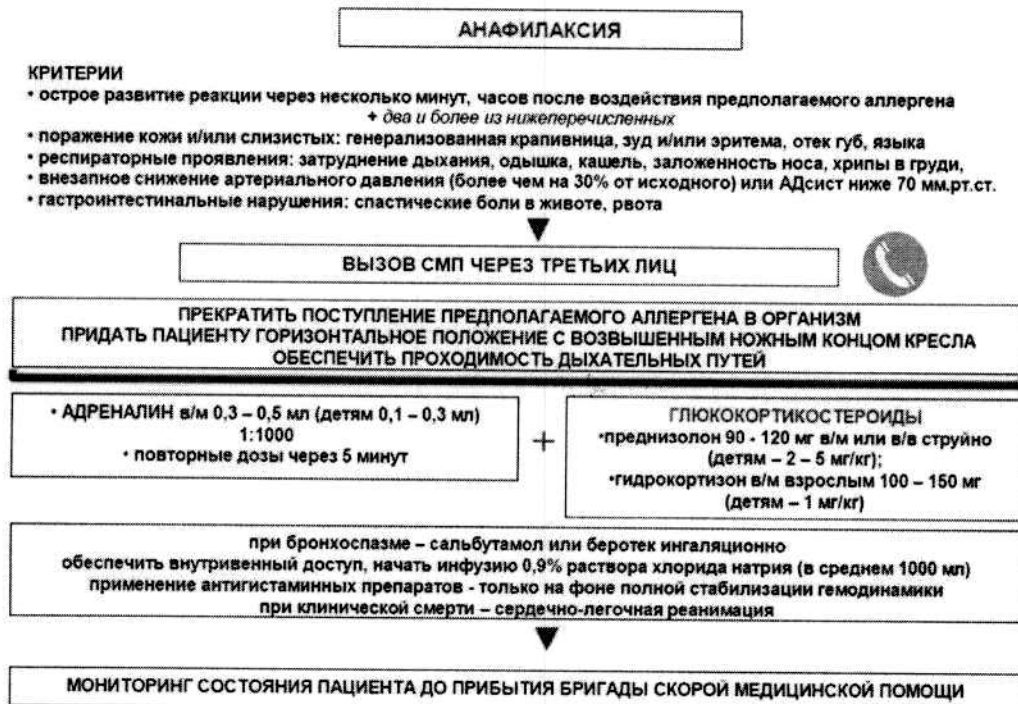 АНАФИЛАКСИЯ
КРИТЕРИИ
• острое развитие реакции через несколько минут, часов после воздействия предполагаемого аллергена
+ два и более из нижеперечисленных
• поражение кожи и/или слизистых: генерализованная крапивница, зуд и/или эритема, отек губ, языка
• респираторные проявления: затруднение дыхания, одышка, кашель, заложенность носа, хрипы в груди,
• внезапное снижение артериального давления (более чем на 30% от исходного) или АДсист ниже 70 мм.рт.ст.
• гастроинтестинальные нарушения: спастические боли в животе, рвота
ВЫЗОВ СМП ЧЕРЕЗ ТРЕТЬИХ ЛИЦ
ПРЕКРАТИТЬ ПОСТУПЛЕНИЕ ПРЕДПОЛАГАЕМОГО АЛЛЕРГЕНА В ОРГАНИЗМ
ПРИДАТЬ ПАЦИЕНТУ ГОРИЗОНТАЛЬНОЕ ПОЛОЖЕНИЕ С ВОЗВЫШЕННЫМ НОЖНЫМ КОНЦОМ КРЕСЛА
ОБЕСПЕЧИТЬ ПРОХОДИМОСТЬ ДЫХАТЕЛЬНЫХ ПУТЕЙ
• АДРЕНАЛИН в/м 0,3 – 0,5 мл (детям 0,1 – 0,3 мл)
1:1000
• повторные дозы через 5 минут
+
ГЛЮКОКОРТИКОСТЕРОИДЫ
•преднизолон 90 - 120 мг в/м или в/в струйно
(детям – 2 – 5 мг/кг);
•гидрокортизон в/м взрослым 100 – 150 мг
(детям – 1 мг/кг)
при бронхоспазме – сальбутамол или беротек ингаляционно
обеспечить внутривенный доступ, начать инфузию 0,9% раствора хлорида натрия (в среднем 1000 мл)
применение антигистаминных препаратов - только на фоне полной стабилизации гемодинамики
при клинической смерти – сердечно-легочная реанимация
МОНИТОРИНГ СОСТОЯНИЯ ПАЦИЕНТА ДО ПРИБЫТИЯ БРИГАДЫ СКОРОЙ МЕДИЦИНСКОЙ ПОМОЩИ